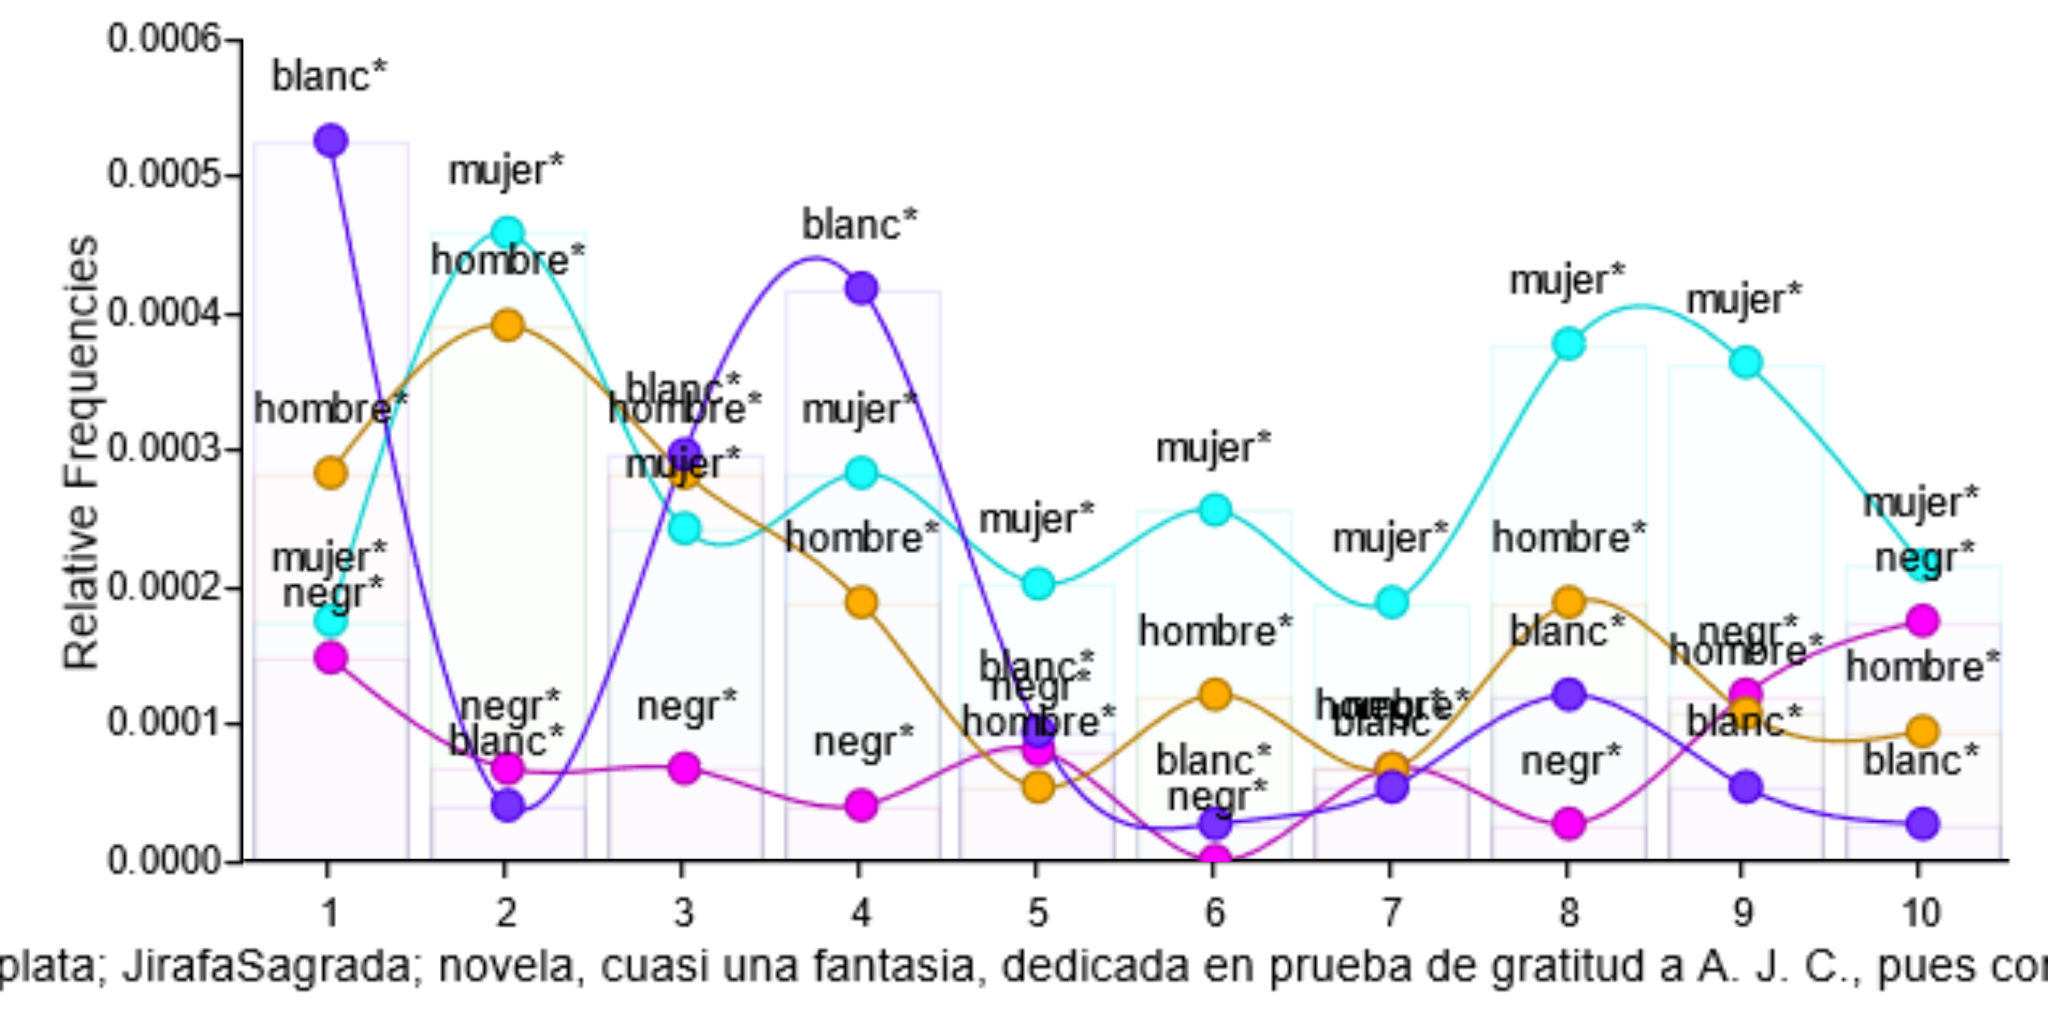 0.0006
blanc*
mujer*
0.0005
blanc*
hombre*
mujer*
mujer*
0.0004
blanc*
hombre*
hombre*
mujer*
mujer*
0.0003
mujer*
mujer*
hombre*
mujer*
mujer*
hombre*
mujer*
negr*
negr*
0.0002
hombre*
blanc*
negr*
hombre*
blanc*
negr*
hombre*
negr*
negr*
hombre*
0.0001
blanc*
negr*
hombre*
blanc*
blanc*
negr*
negr*
blanc*
0.0000
Relative Frequencies
1 2 3 4 5 6 7 8 9 10
plata; JirafaSagrada; novela, cuasi una fantasia, dedicada en prueba de gratitud a A. J. C., pues